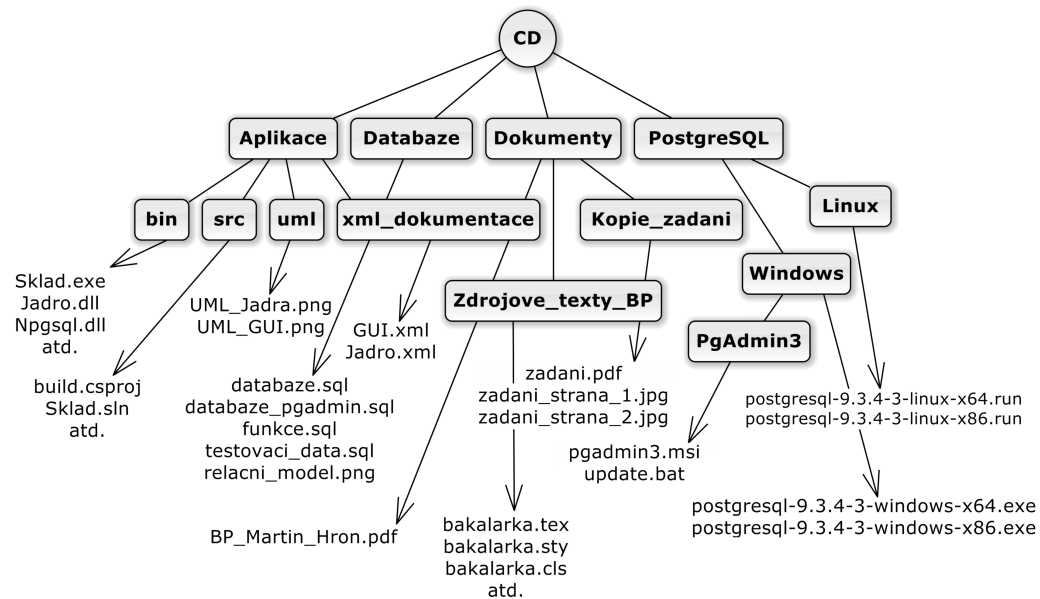 CD
Aplikace
Databaze
Dokumenty
PostgreSQL
bin
src
uml
xml_dokumentace
Kopie_zadani
Linux
Windows
Zdrojove_texty_BP
PgAdmin3
Sklad.exe
Jadro.dll
Npgsql.dll
atd.
build.csproj
Sklad.sln
atd.
UML_Jadra.png
UML_GUI.png
GUI.xml
Jadro.xml
databaze.sql
databaze_pgadmin.sql
funkce.sql
testovaci_data.sql
relacni_model.png
BP_Martin_Hron.pdf
zadani.pdf
zadani_strana_1.jpg
zadani_strana_2.jpg
bakalarka.tex
bakalarka.sty
bakalarka.cls
atd.
pgadmin3.msi
update.bat
postgresql-9.3.4-3-linux-x64.run
postgresql-9.3.4-3-linux-x86.run
postgresql-9.3.4-3-windows-x64.exe
postgresql-9.3.4-3-windows-x86.exe